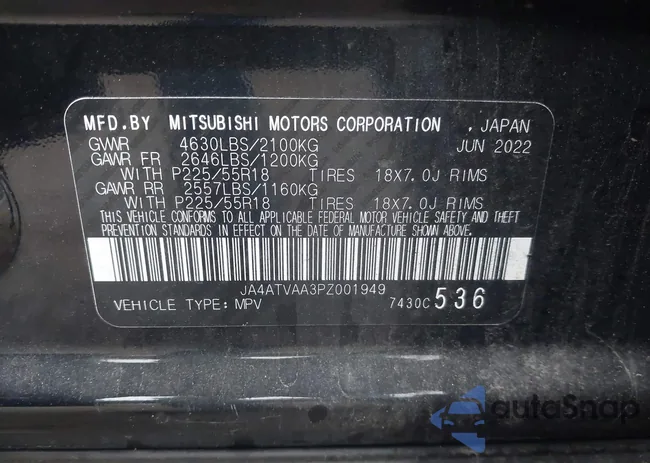 MFD.BY MITSUBISHI MOTORS CORPORATION , JAPAN
GVWR 4630LBS/2100KG JUN 2022
GAWR FR 2646LBS/1200KG
WITH P225/55R18 TIRES 18X7.0J RIMS
GAWR RR 2557LBS/1160KG
WITH P225/55R18 TIRES 18X7.0J RIMS
THIS VEHICLE CONFORMS TO ALL APPLICABLE FEDERAL MOTOR VEHICLE SAFETY AND THEFT
PREVENTION STANDARDS IN EFFECT ON THE DATE OF MANUFACTURE SHOWN ABOVE.
JA4ATVAA3PZ001949
VEHICLE TYPE: MPV 7430C 536
autoSnap